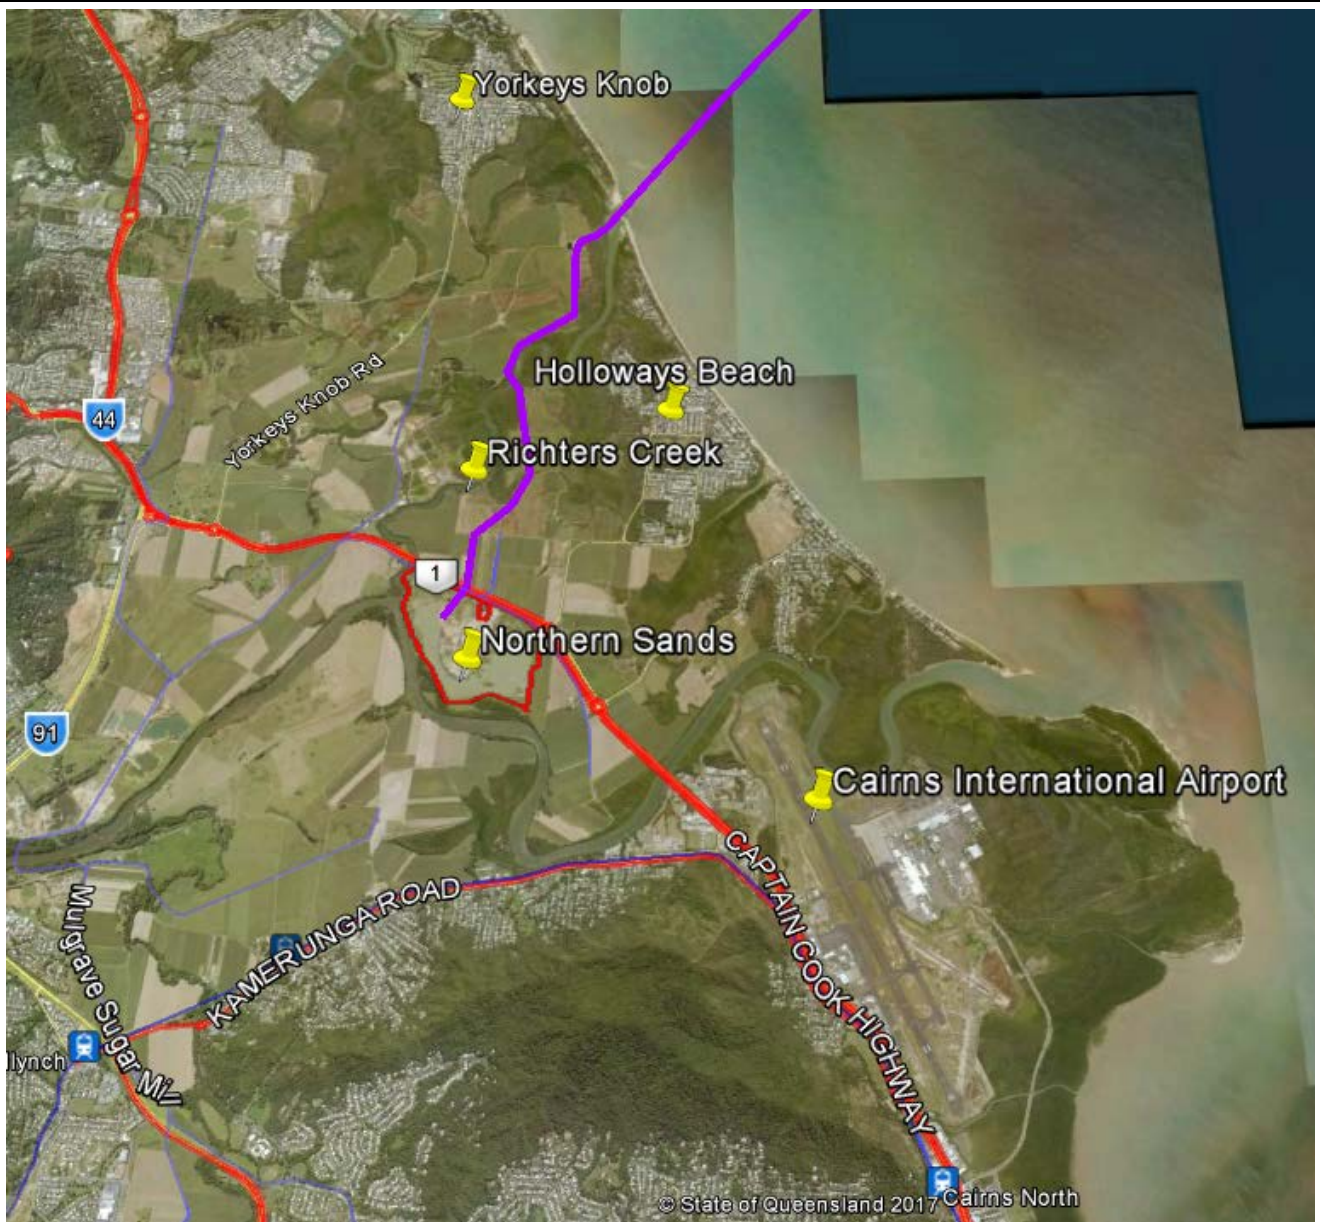 Yorkeys Knob
Holloways Beach
44
Yorkeys Knob Rd
Richters Creek
1
Northern Sands
91
Cairns International Airport
CAPTAIN COOK HIGHWAY
KAMERUNGA ROAD
Mulgrave Sugar Mill
llynch
© State of Queensland 2017
Cairns North